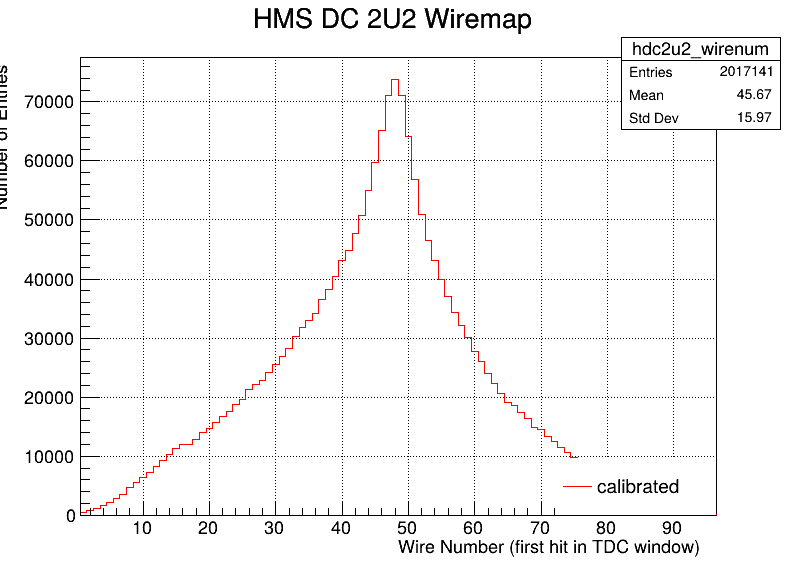 HMS DC 2U2 Wiremap
hdc2u2_wirenum
Entries 2017141
Mean 45.67
Std Dev 15.97
Number of Entries
70000
60000
50000
40000
30000
20000
10000
0
calibrated
10 20 30 40 50 60 70 80 90
Wire Number (first hit in TDC window)